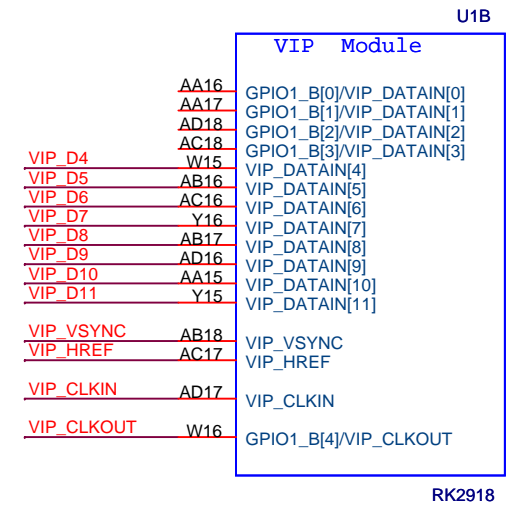 U1B
VIP Module
AA16 GPIO1_B[0]/VIP_DATAIN[0]
AA17 GPIO1_B[1]/VIP_DATAIN[1]
AD18 GPIO1_B[2]/VIP_DATAIN[2]
AC18 GPIO1_B[3]/VIP_DATAIN[3]
VIP_D4 W15 VIP_DATAIN[4]
VIP_D5 AB16 VIP_DATAIN[5]
VIP_D6 AC16 VIP_DATAIN[6]
VIP_D7 Y16 VIP_DATAIN[7]
VIP_D8 AB17 VIP_DATAIN[8]
VIP_D9 AD16 VIP_DATAIN[9]
VIP_D10 AA15 VIP_DATAIN[10]
VIP_D11 Y15 VIP_DATAIN[11]
VIP_VSYNC AB18 VIP_VSYNC
VIP_HREF AC17 VIP_HREF
VIP_CLKIN AD17 VIP_CLKIN
VIP_CLKOUT W16 GPIO1_B[4]/VIP_CLKOUT
RK2918